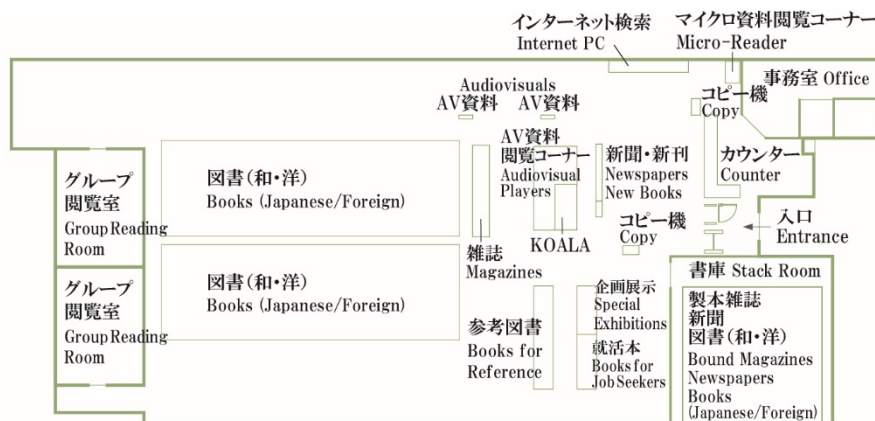 インターネット検索
Internet PC
マイクロ資料閲覧コーナー
Micro-Reader
事務室 Office
Audiovisuals
AV資料
AV資料
コピー機
Copy
AV資料
閲覧コーナー
Audiovisual
Players
新聞・新刊
Newspapers
New Books
カウンター
Counter
グループ
閲覧室
Group Reading
Room
図書(和・洋)
Books (Japanese/Foreign)
雑誌
Magazines
KOALA
コピー機
Copy
入口
Entrance
グループ
閲覧室
Group Reading
Room
図書(和・洋)
Books (Japanese/Foreign)
参考図書
Books for
Reference
企画展示
Special
Exhibitions
就活本
Books for
Job Seekers
書庫 Stack Room
製本雑誌
新聞
図書(和・洋)
Bound Magazines
Newspapers
Books
(Japanese/Foreign)